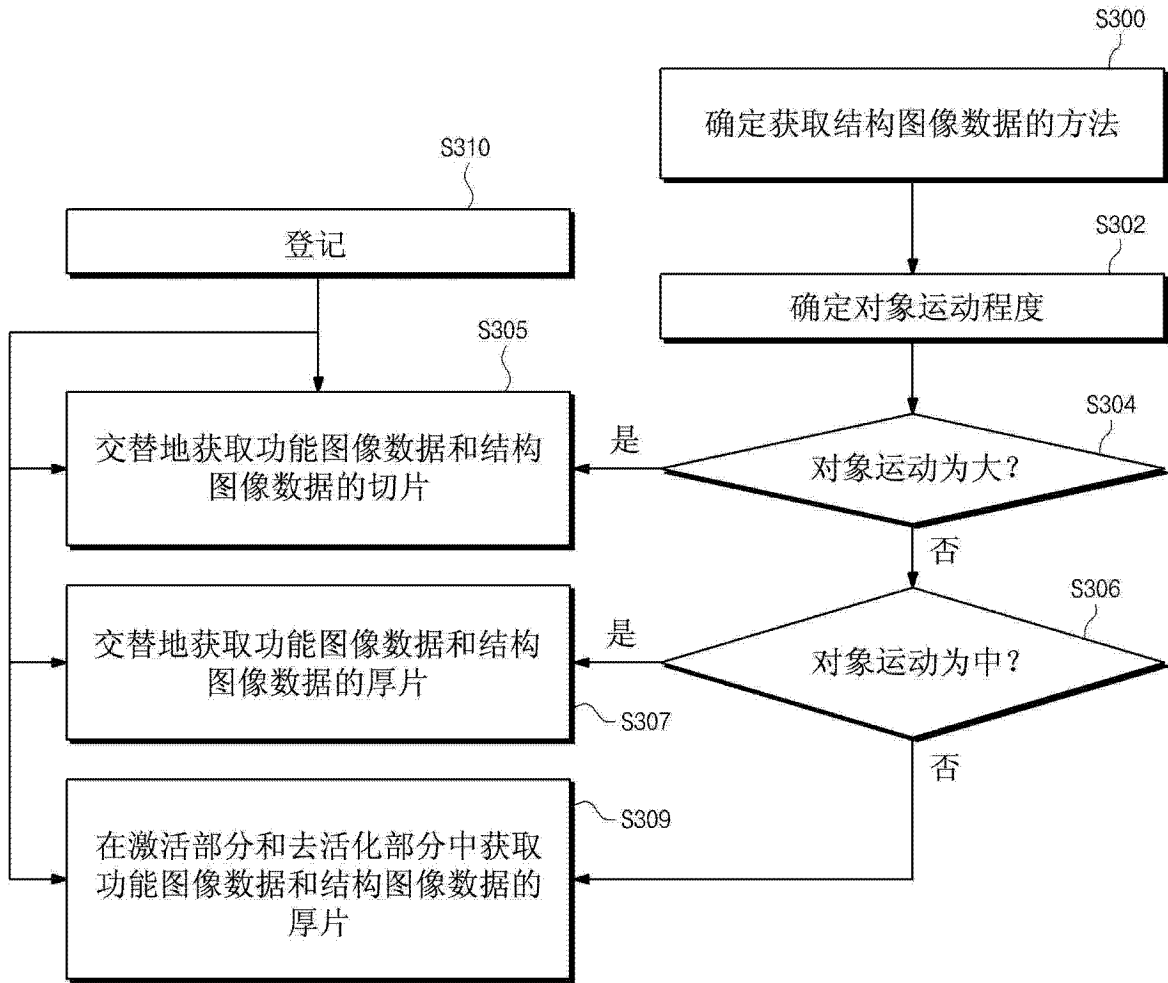 S300
确定获取结构图像数据的方法
S310
登记
S302
确定对象运动程度
S305
交替地获取功能图像数据和结构
图像数据的切片
是
S304
对象运动为大?
否
S306
交替地获取功能图像数据和结构
图像数据的厚片
是
对象运动为中?
S307
否
S309
在激活部分和去活化部分中获取
功能图像数据和结构图像数据的
厚片